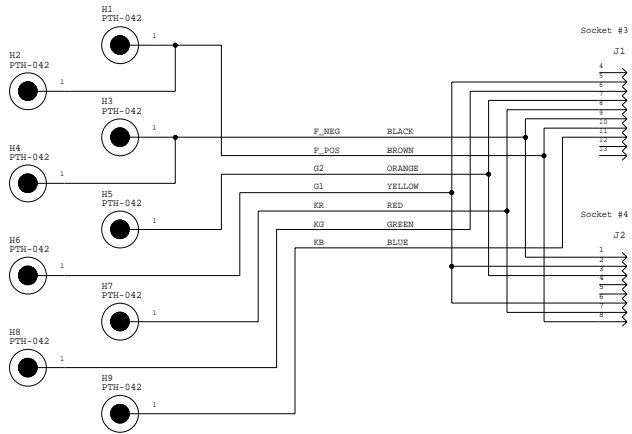 H1
PTH-042
1
H2
PTH-042
1
H3
PTH-042
1
H4
PTH-042
1
H5
PTH-042
1
H6
PTH-042
1
H7
PTH-042
1
H8
PTH-042
1
H9
PTH-042
1
F_NEG BLACK
F_POS BROWN
G2 ORANGE
G1 YELLOW
KR RED
KG GREEN
KB BLUE
Socket #3
J1
4
5
6
7
8
9
10
11
12
13
Socket #4
J2
1
2
3
4
5
6
7
8